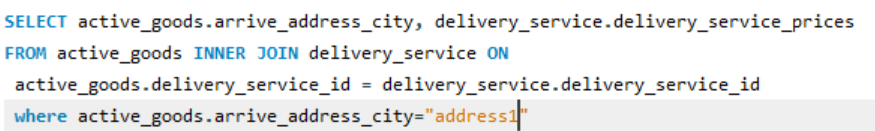 SELECT active_goods.arrive_address_city, delivery_service.delivery_service_prices
FROM active_goods INNER JOIN delivery_service ON
active_goods.delivery_service_id = delivery_service.delivery_service_id
where active_goods.arrive_address_city="address1"